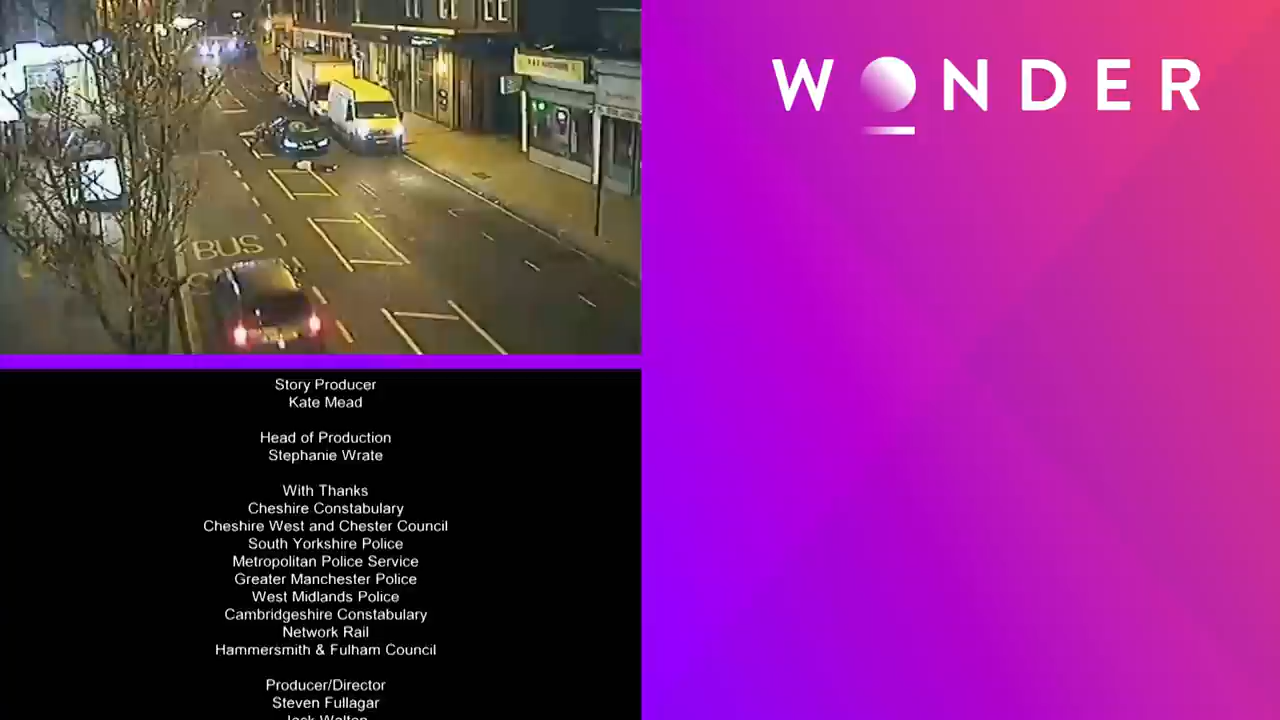 WONDER
BUS
Story Producer
Kate Mead
Head of Production
Stephanie Wrate
With Thanks
Cheshire Constabulary
Cheshire West and Chester Council
South Yorkshire Police
Metropolitan Police Service
Greater Manchester Police
West Midlands Police
Cambridgeshire Constabulary
Network Rail
Hammersmith & Fulham Council
Producer/Director
Steven Fullagar